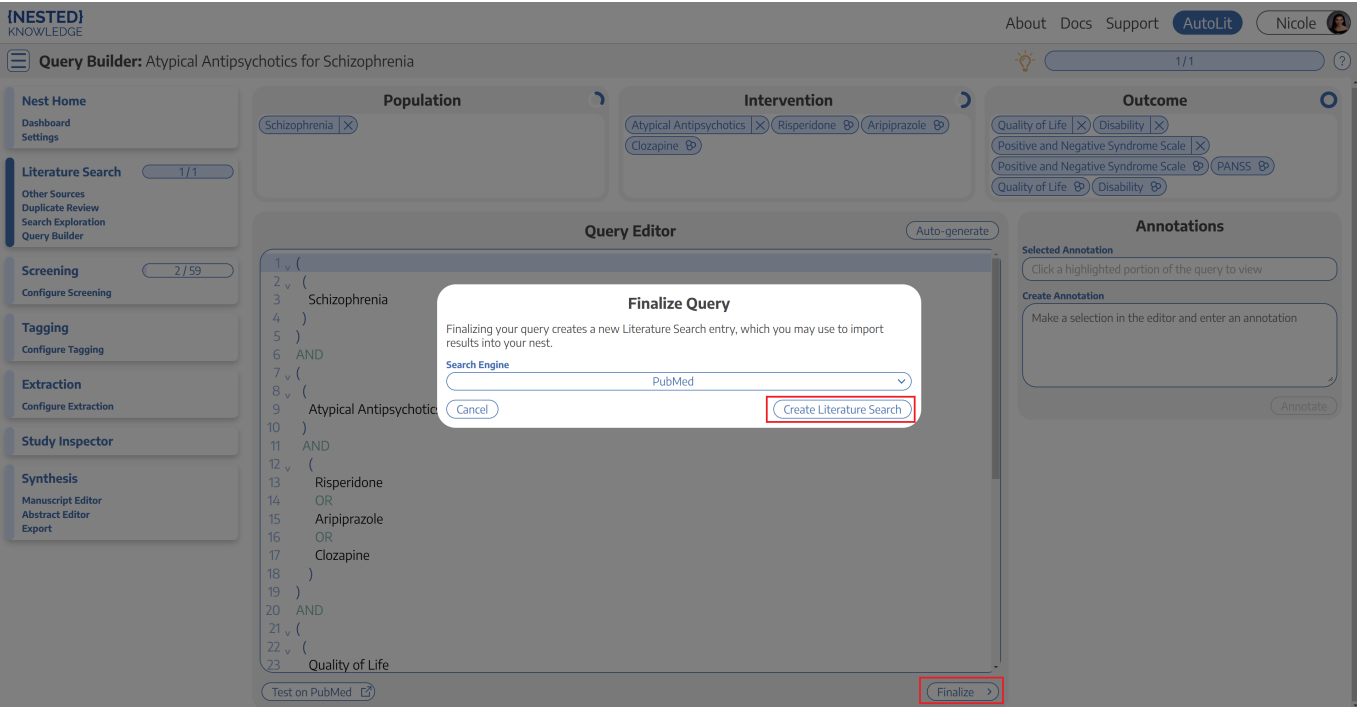 {NESTED}
KNOWLEDGE
About Docs Support AutoLit Nicole
Query Builder: Atypical Antipsychotics for Schizophrenia
1/1 ?
Nest Home
Dashboard
Settings
Literature Search 1/1
Other Sources
Duplicate Review
Search Exploration
Query Builder
Screening 2/59
Configure Screening
Tagging
Configure Tagging
Extraction
Configure Extraction
Study Inspector
Synthesis
Manuscript Editor
Abstract Editor
Export
Population
Schizophrenia
Intervention
Atypical Antipsychotics Risperidone Aripiprazole
Clozapine
Outcome
Quality of Life Disability
Positive and Negative Syndrome Scale
Positive and Negative Syndrome Scale PANSS
Quality of Life Disability
Query Editor Auto-generate
1 (
2 (
3 Schizophrenia
4 )
5 )
6 AND
7 (
8 (
9 Atypical Antipsychotic
10 )
11 AND
12 (
13 Risperidone
14 OR
15 Aripiprazole
16 OR
17 Clozapine
18 )
19 )
20 AND
21 (
22 (
23 Quality of Life
Test on PubMed Finalize >
Finalize Query
Finalizing your query creates a new Literature Search entry, which you may use to import
results into your nest.
Search Engine
PubMed
Cancel Create Literature Search
Annotations
Selected Annotation
Click a highlighted portion of the query to view
Create Annotation
Make a selection in the editor and enter an annotation
Annotate